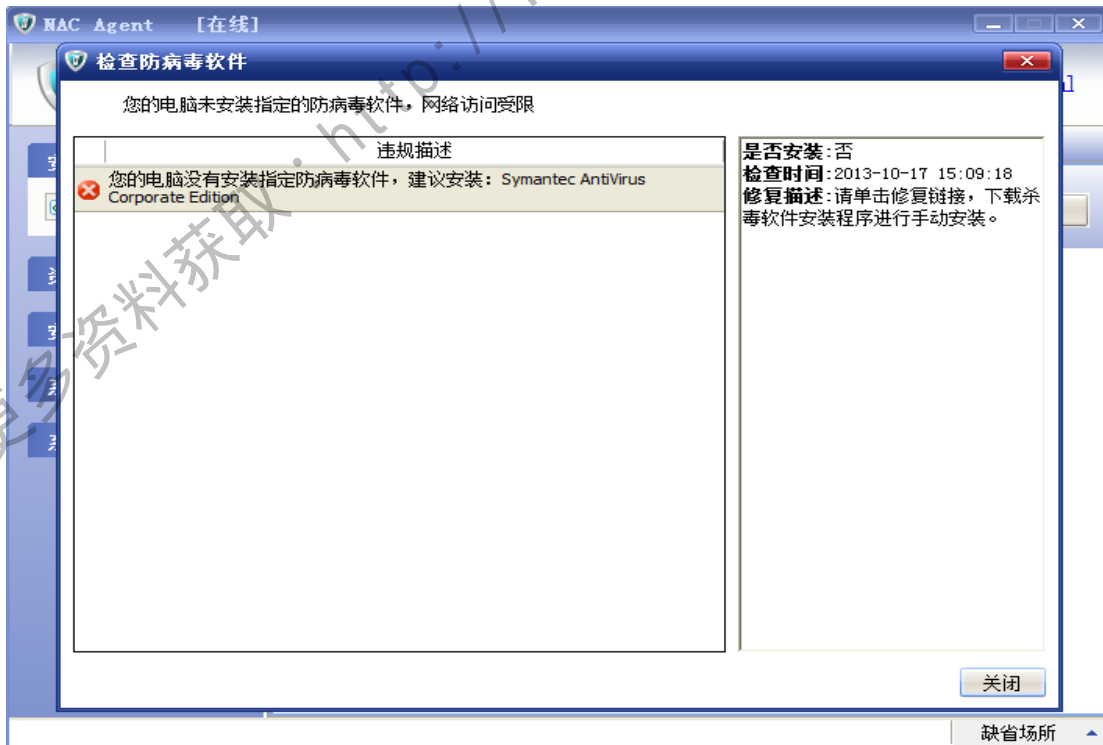 NAC Agent [在线]
检查防病毒软件
您的电脑未安装指定的防病毒软件，网络访问受限
违规描述
您的电脑没有安装指定防病毒软件，建议安装：Symantec AntiVirus
Corporate Edition
是否安装:否
检查时间:2013-10-17 15:09:18
修复描述:请单击修复链接，下载杀
毒软件安装程序进行手动安装。
关闭
缺省场所
更多资料获取：http://